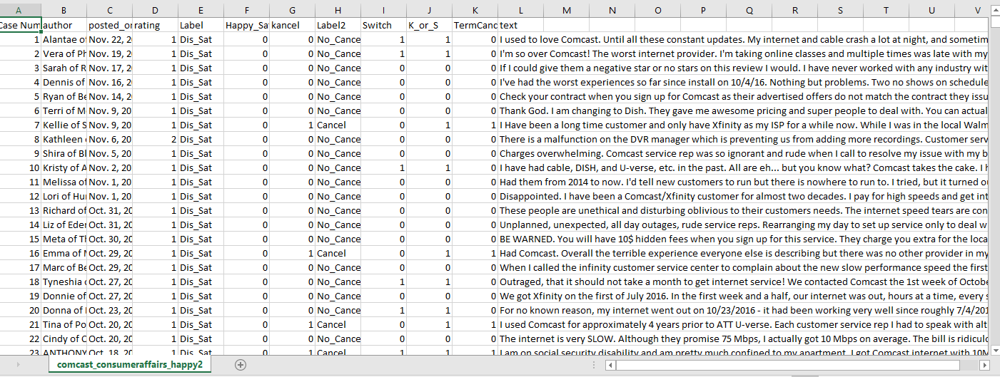 A B C D E F G H I J K L M N O P Q R S T U V
Case Num author posted_or rating Label Happy_Sa kancel Label2 Switch K_or_S TermCanc text
1 Alantae of Nov. 22, 2 1 Dis_Sat 0 0 No_Cance 1 1 0 I used to love Comcast. Until all these constant updates. My internet and cable crash a lot at night, and sometim
2 Vera of Ph Nov. 19, 2 1 Dis_Sat 0 0 No_Cance 1 1 0 I'm so over Comcast! The worst internet provider. I'm taking online classes and multiple times was late with my
3 Sarah of R Nov. 17, 2 1 Dis_Sat 0 0 No_Cance 0 0 0 If I could give them a negative star or no stars on this review I would. I have never worked with any industry wit
4 Dennis of Nov. 16, 2 1 Dis_Sat 0 0 No_Cance 0 0 0 I've had the worst experiences so far since install on 10/4/16. Nothing but problems. Two no shows on schedule
5 Ryan of Be Nov. 14, 2 1 Dis_Sat 0 0 No_Cance 0 0 0 Check your contract when you sign up for Comcast as their advertised offers do not match the contract they issu
6 Terri of M Nov. 9, 20 1 Dis_Sat 0 0 No_Cance 0 0 0 Thank God. I am changing to Dish. They gave me awesome pricing and super people to deal with. You can actual
7 Kellie of S Nov. 9, 20 1 Dis_Sat 0 1 Cancel 0 1 1 I Have been a long time customer and only have Xfinity as my ISP for a while now. While I was in the local Walm
8 Kathleen Nov. 6, 20 2 Dis_Sat 0 0 No_Cance 0 0 0 There is a malfunction on the DVR manager which is preventing us from adding more recordings. Customer serv
9 Shira of Bl Nov. 5, 20 1 Dis_Sat 0 0 No_Cance 0 0 0 Charges overwhelming. Comcast service rep was so ignorant and rude when I call to resolve my issue with my b
10 Kristy of A Nov. 2, 20 1 Dis_Sat 0 0 No_Cance 1 1 0 I have had cable, DISH, and U-verse, etc. in the past. All are eh... but you know what? Comcast takes the cake. I h
11 Melissa of Nov. 1, 20 1 Dis_Sat 0 0 No_Cance 0 0 0 Had them from 2014 to now. I'd tell new customers to run but there is nowhere to run to. I tried, but it turned ou
12 Lori of Hu Nov. 1, 20 1 Dis_Sat 0 0 No_Cance 0 0 0 Disappointed. I have been a Comcast/Xfinity customer for almost two decades. I pay for high speeds and get int
13 Richard of Oct. 31, 20 1 Dis_Sat 0 0 No_Cance 0 0 0 These people are unethical and disturbing oblivious to their customers needs. The internet speed tears are con
14 Liz of Eder Oct. 31, 20 1 Dis_Sat 0 0 No_Cance 0 0 0 Unplanned, unexpected, all day outages, rude service reps. Rearranging my day to set up service only to deal w
15 Meta of Th Oct. 30, 20 1 Dis_Sat 0 0 No_Cance 0 0 0 BE WARNED. You will have 10$ hidden fees when you sign up for this service. They charge you extra for the loca
16 Emma of Oct. 29, 20 1 Dis_Sat 0 1 Cancel 0 1 1 Had Comcast. Overall the terrible experience everyone else is describing but there was no other provider in my
17 Marc of Be Oct. 29, 20 1 Dis_Sat 0 0 No_Cance 0 0 0 When I called the infinity customer service center to complain about the new slow performance speed the first
18 Tyneshia Oct. 27, 20 1 Dis_Sat 0 0 No_Cance 1 1 0 Outraged, that it should not take a month to get internet service! We contacted Comcast the 1st week of Octobe
19 Donnie of Oct. 27, 20 1 Dis_Sat 0 0 No_Cance 0 0 0 We got Xfinity on the first of July 2016. In the first week and a half, our internet was out, hours at a time, every s
20 Donna of Oct. 23, 20 1 Dis_Sat 0 0 No_Cance 1 1 0 For no known reason, my internet went out on 10/23/2016 - it had been working very well since roughly 7/4/201
21 Tina of Po Oct. 20, 20 1 Dis_Sat 0 1 Cancel 0 1 1 I used Comcast for approximately 4 years prior to ATT U-verse. Each customer service rep I had to speak with alt
22 Cindy of C Oct. 20, 20 1 Dis_Sat 0 0 No_Cance 0 0 0 The internet is very SLOW. Although they promise 75 Mbps, I actually got 10 Mbps on average. The bill is ridicul
23 ANTHONY Oct. 18, 20 1 Dis_Sat 0 1 Cancel 1 1 1 I am on social security disability and am pretty much confined to my apartment. I got Comcast internet with 10M
comcast_consumeraffairs_happy2